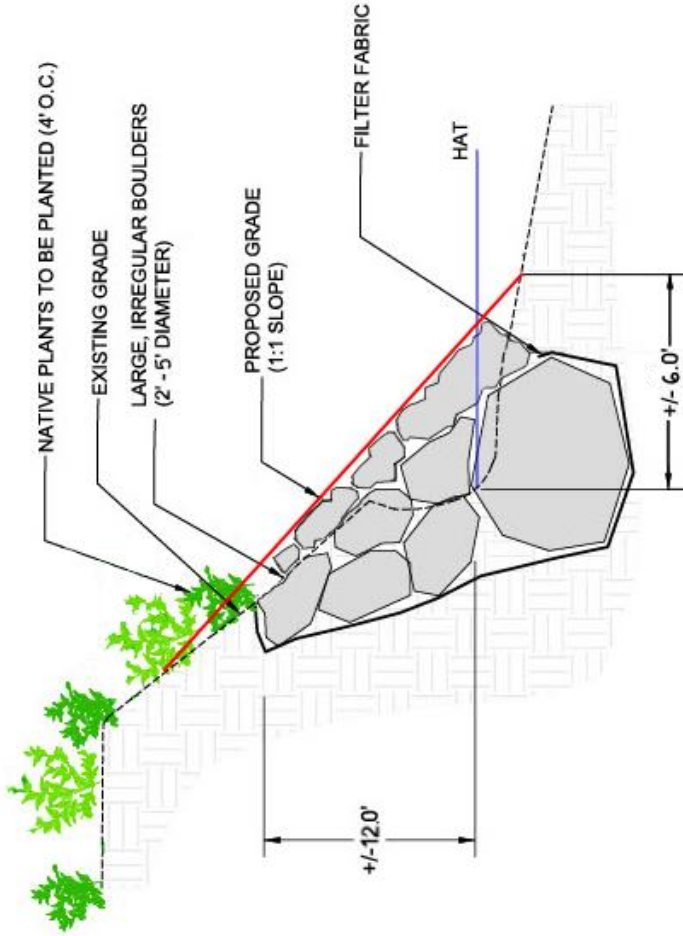 NATIVE PLANTS TO BE PLANTED (4' O.C.)
EXISTING GRADE
LARGE, IRREGULAR BOULDERS
(2' - 5' DIAMETER)
PROPOSED GRADE
(1:1 SLOPE)
FILTER FABRIC
HAT
+/-12.0'
+/- 6.0'